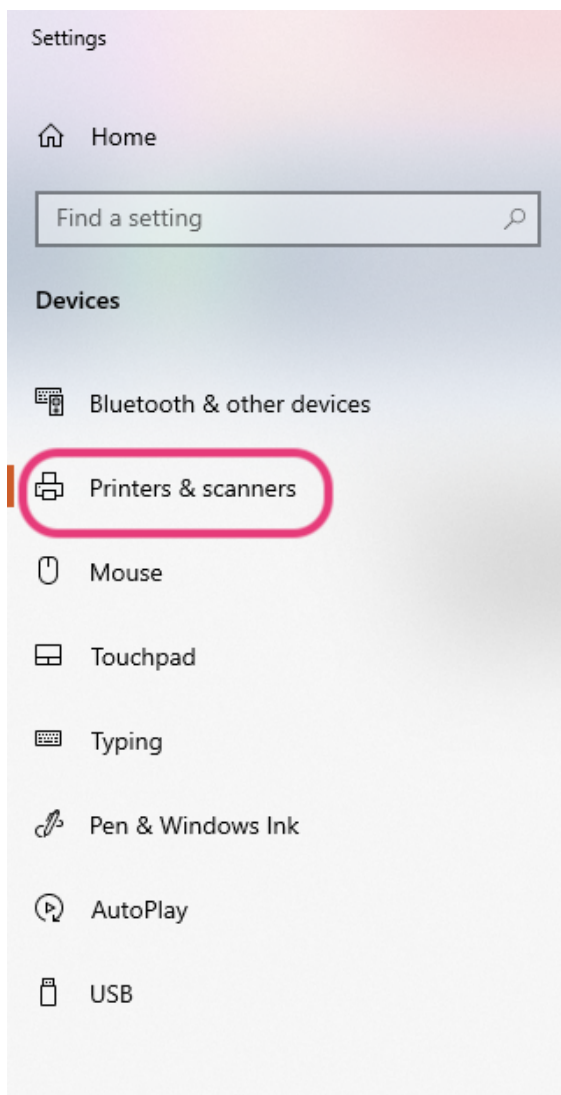 Settings
Home
Find a setting
Devices
Bluetooth & other devices
Printers & scanners
Mouse
Touchpad
Typing
Pen & Windows Ink
AutoPlay
USB